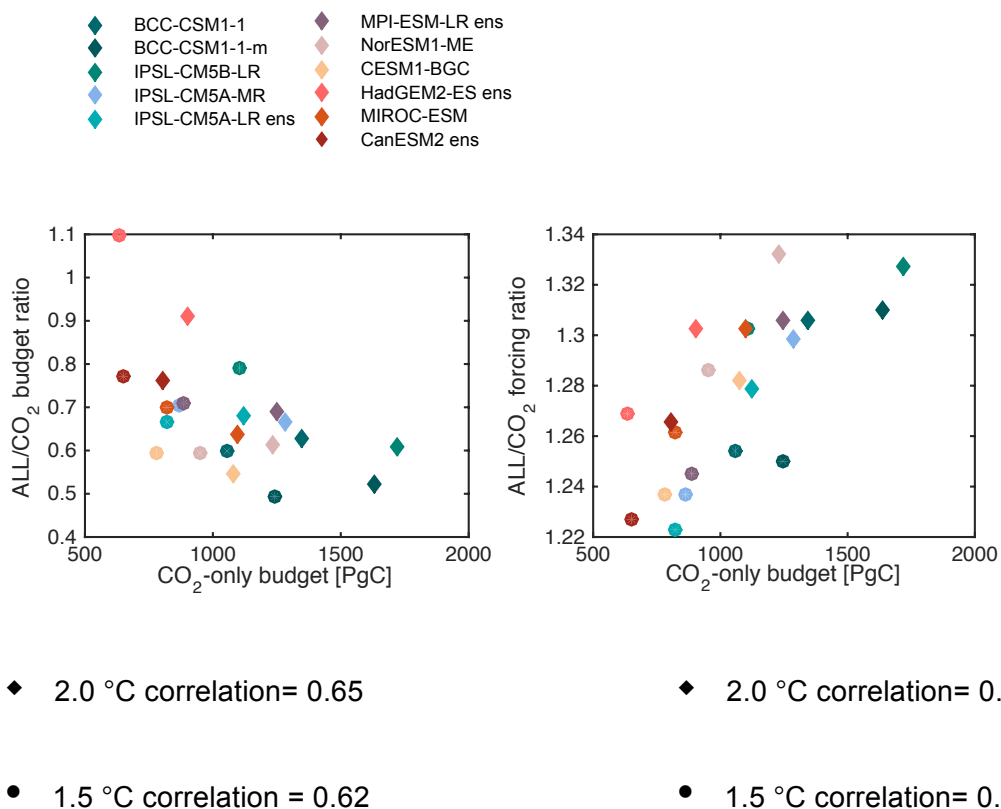 BCC-CSM1-1
BCC-CSM1-1-m
IPSL-CM5B-LR
IPSL-CM5A-MR
IPSL-CM5A-LR ens
MPI-ESM-LR ens
NorESM1-ME
CESM1-BGC
HadGEM2-ES ens
MIROC-ESM
CanESM2 ens
ALL/CO2 budget ratio
1.1
1
0.9
0.8
0.7
0.6
0.5
0.4
500 1000 1500 2000
CO2-only budget [PgC]
ALL/CO2 forcing ratio
1.34
1.32
1.3
1.28
1.26
1.24
1.22
500 1000 1500 2000
CO2-only budget [PgC]
2.0 °C correlation= 0.65
2.0 °C correlation= 0.
1.5 °C correlation = 0.62
1.5 °C correlation= 0.